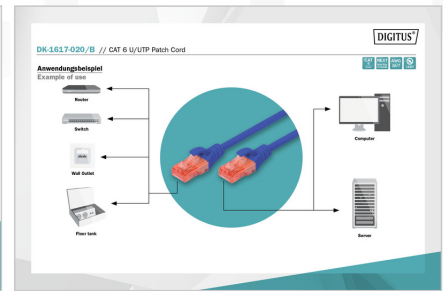 DIGITUS®
DK-1617-020/B // CAT 6 U/UTP Patch Cord
Anwendungsbeispiel
Example of use
CAT
Router
Switch
Wall Outlet
Floor tank
Computer
Server